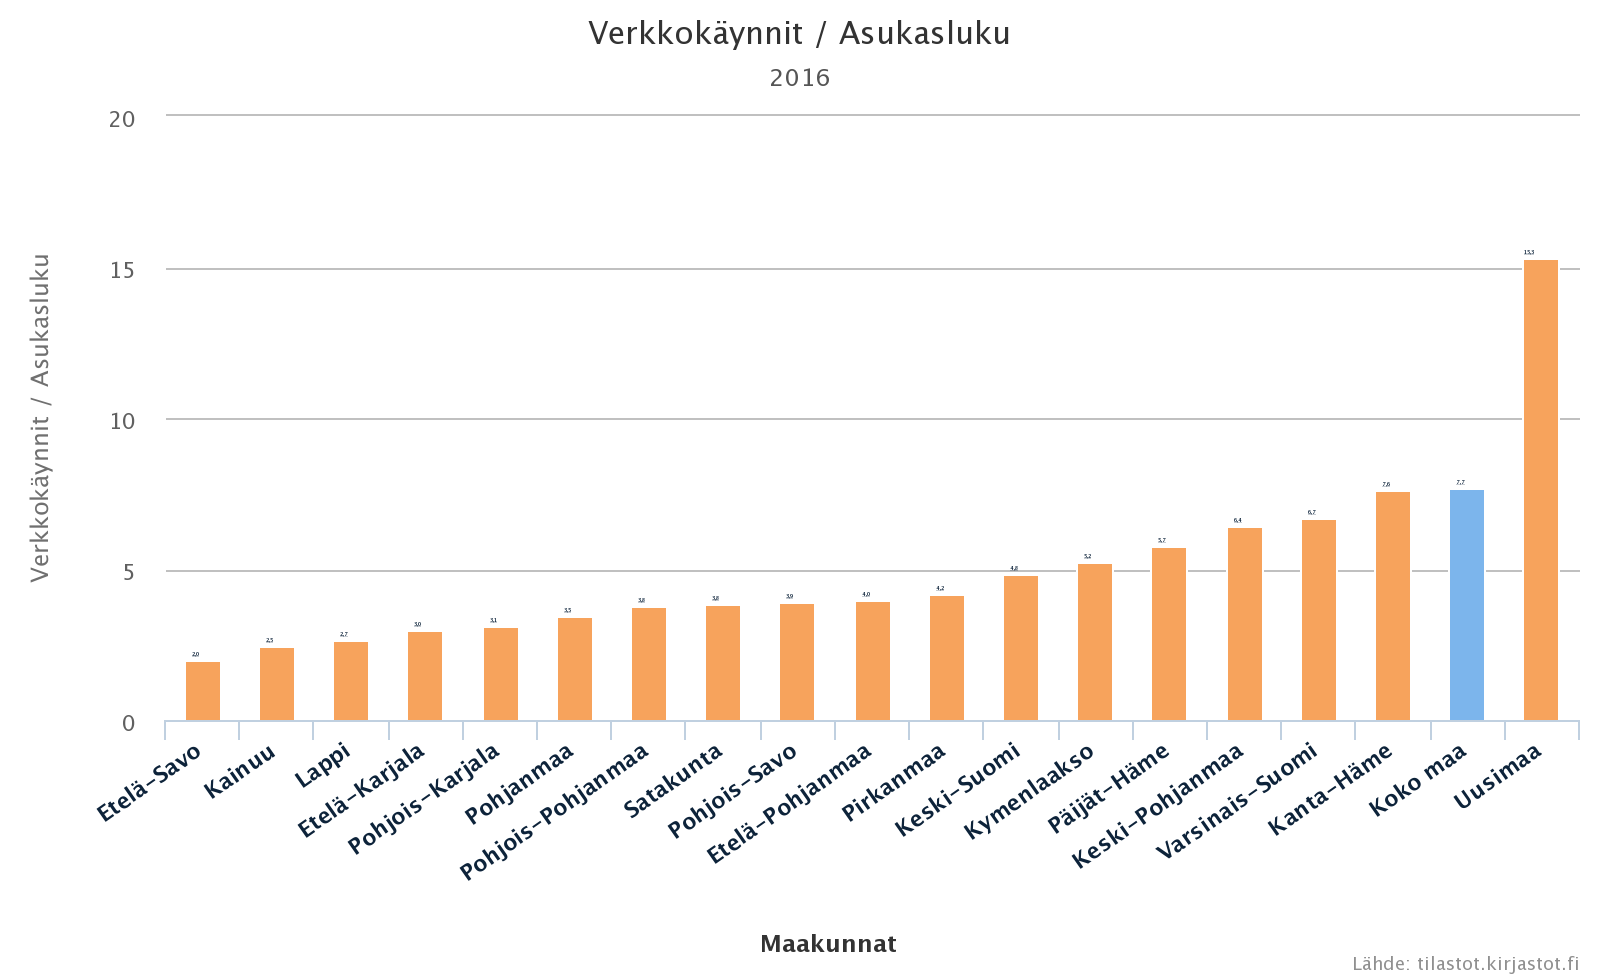 Verkkokäynnit / Asukasluku
2016
Verkkokäynnit / Asukasluku
20
15
10
5
0
2,0
2,5
2,7
3,0
3,1
3,5
3,8
3,8
3,9
4,0
4,2
4,8
5,2
5,7
6,4
6,7
7,6
7,7
15,3
Etelä-Savo
Kainuu
Lappi
Etelä-Karjala
Pohjois-Karjala
Pohjanmaa
Pohjois-Pohjanmaa
Satakunta
Pohjois-Savo
Etelä-Pohjanmaa
Pirkanmaa
Keski-Suomi
Kymenlaakso
Päijät-Häme
Keski-Pohjanmaa
Varsinais-Suomi
Kanta-Häme
Koko maa
Uusimaa
Maakunnat
Lähde: tilastot.kirjastot.fi